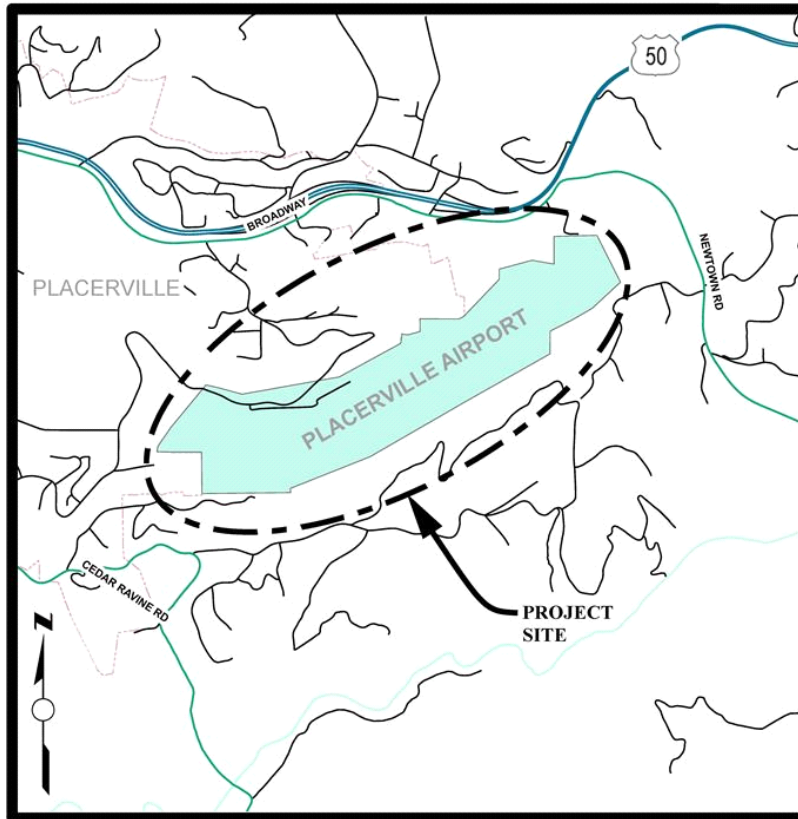 50
BROADWAY
NEWTOWN RD
PLACERVILLE
PLACERVILLE AIRPORT
CEDAR RAVINE RD
PROJECT
SITE
N